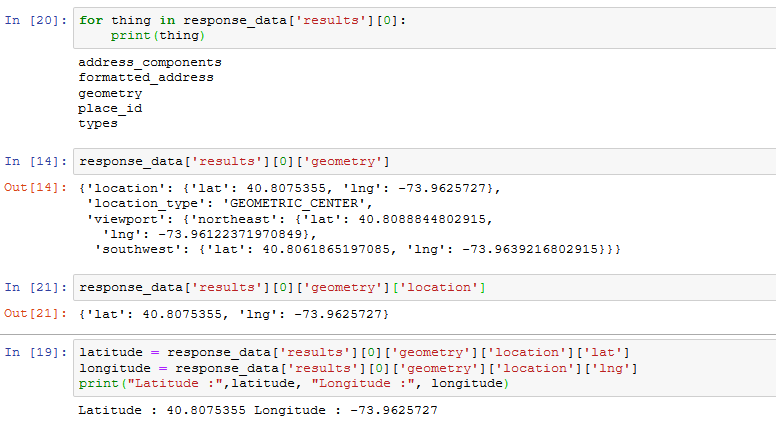 In [20]: for thing in response_data['results'][0]:
    print(thing)
address_components
formatted_address
geometry
place_id
types
In [14]: response_data['results'][0]['geometry']
Out[14]: {'location': {'lat': 40.8075355, 'lng': -73.9625727},
 'location_type': 'GEOMETRIC_CENTER',
 'viewport': {'northeast': {'lat': 40.8088844802915,
   'lng': -73.96122371970849},
  'southwest': {'lat': 40.8061865197085, 'lng': -73.9639216802915}}}
In [21]: response_data['results'][0]['geometry']['location']
Out[21]: {'lat': 40.8075355, 'lng': -73.9625727}
In [19]: latitude = response_data['results'][0]['geometry']['location']['lat']
longitude = response_data['results'][0]['geometry']['location']['lng']
print("Latitude :",latitude, "Longitude :", longitude)
Latitude : 40.8075355 Longitude : -73.9625727